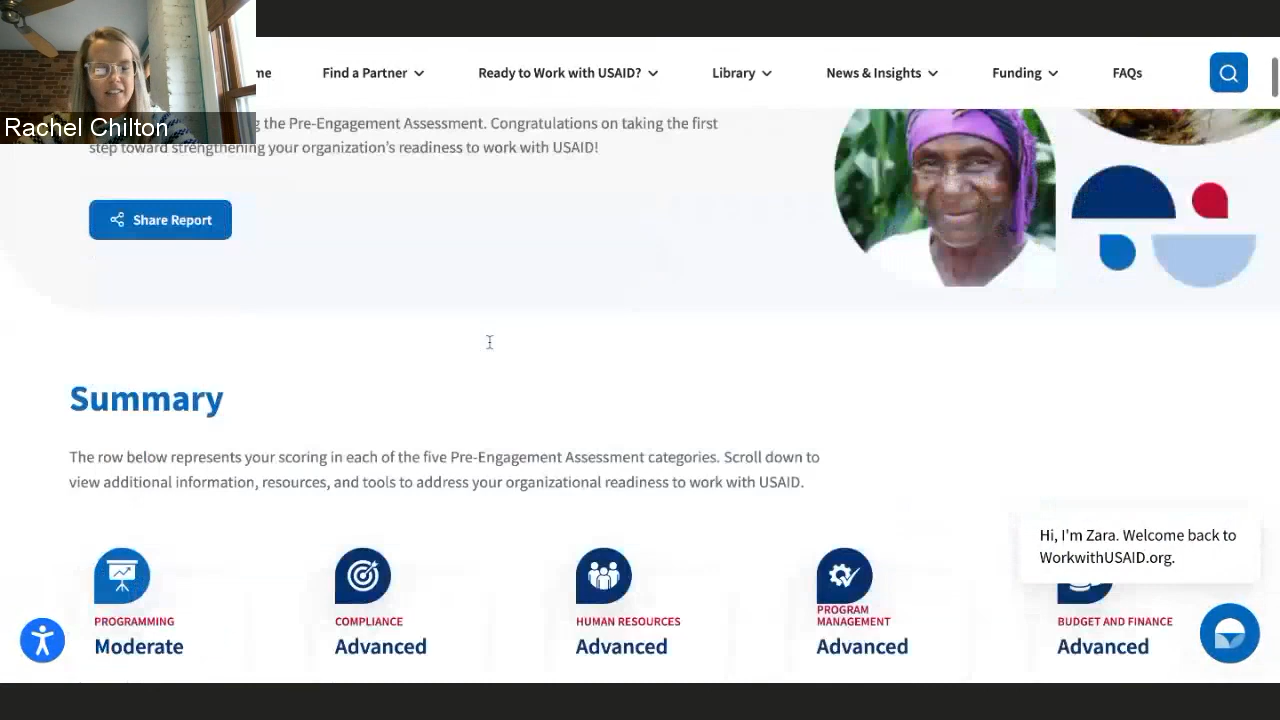 me
Find a Partner
Ready to Work with USAID?
Library
News & Insights
Funding
FAQs
Rachel Chilton
the Pre-Engagement Assessment. Congratulations on taking the first
step toward strengthening your organization's readiness to work with USAID!
Share Report
Summary
The row below represents your scoring in each of the five Pre-Engagement Assessment categories. Scroll down to
view additional information, resources, and tools to address your organizational readiness to work with USAID.
Hi, I'm Zara. Welcome back to
WorkwithUSAID.org.
PROGRAMMING
Moderate
COMPLIANCE
Advanced
HUMAN RESOURCES
Advanced
PROGRAM
MANAGEMENT
Advanced
BUDGET AND FINANCE
Advanced